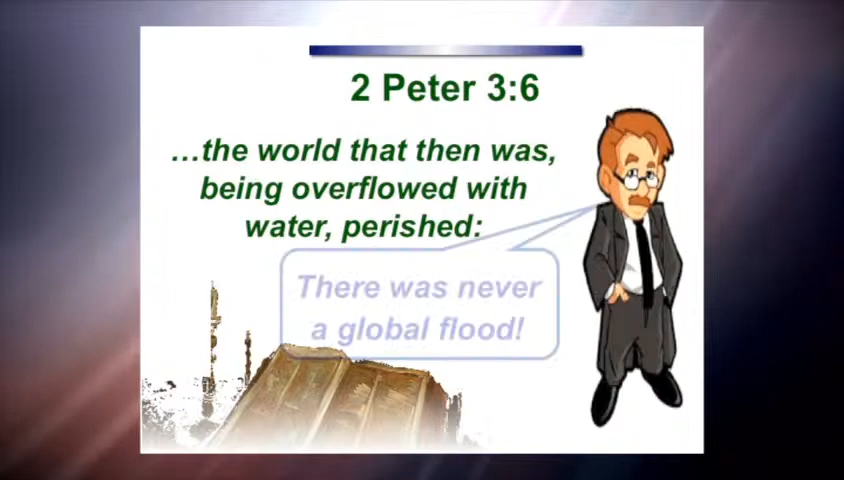 2 Peter 3:6
…the world that then was,
being overflowed with
water, perished:
There was never
a global flood!